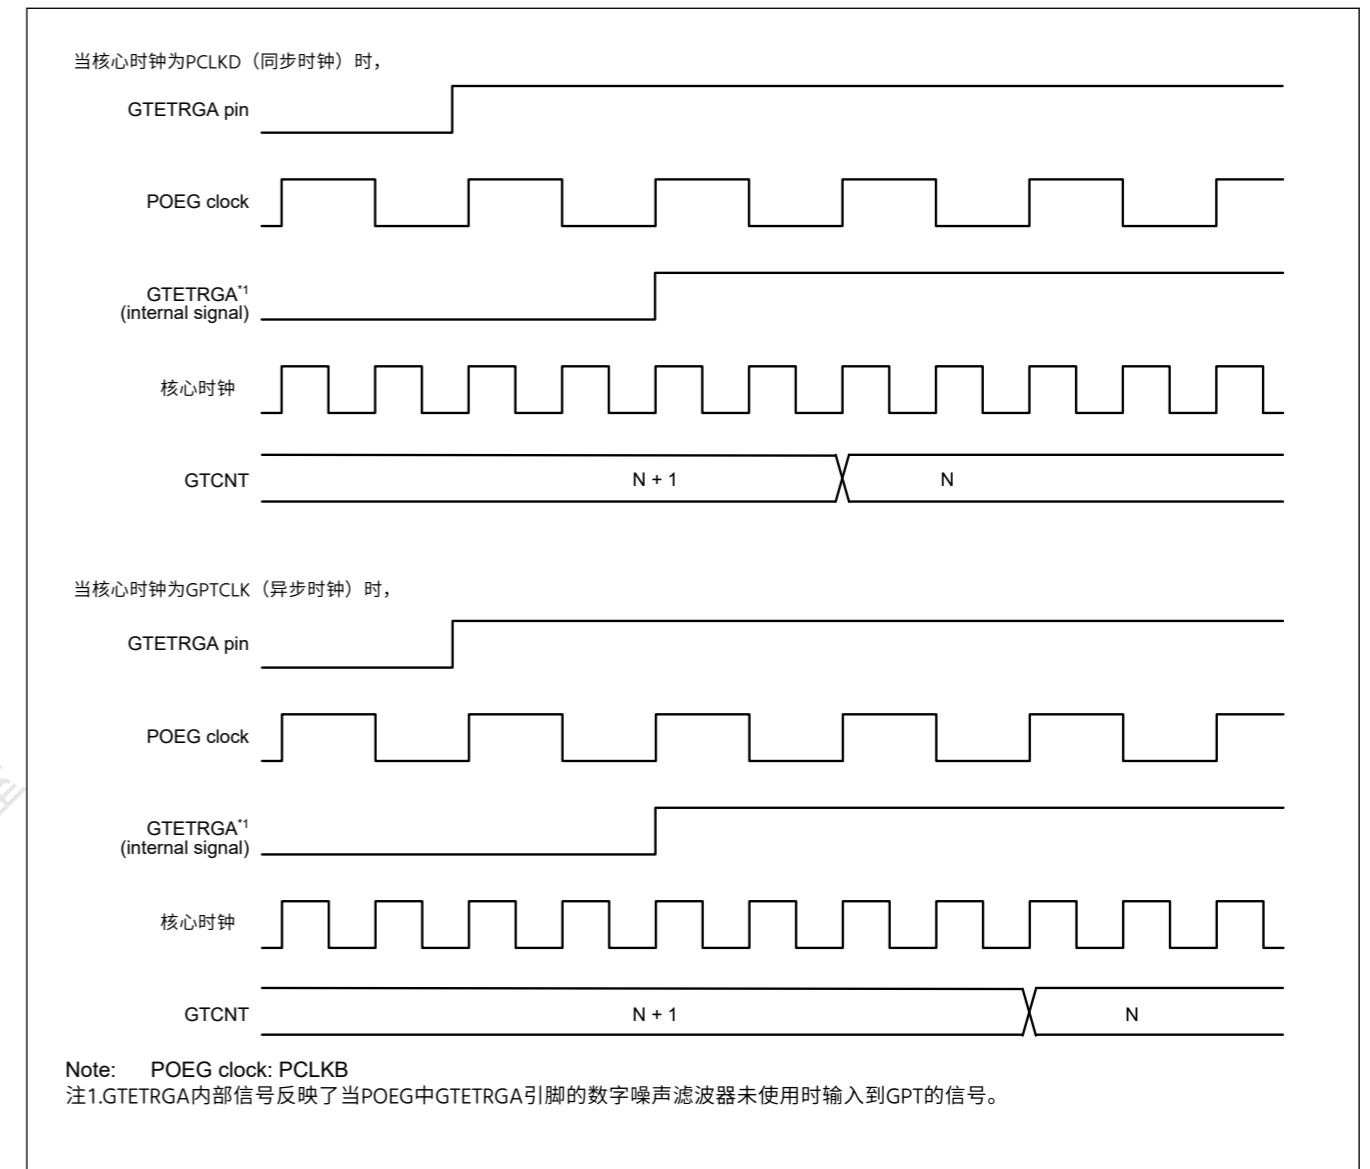 当核心时钟为PCLKD（同步时钟）时，
GTETRGA pin
POEG clock
GTETRGA*1
(internal signal)
核心时钟
GTCNT
N + 1
N
当核心时钟为GPTCLK（异步时钟）时，
GTETRGA pin
POEG clock
GTETRGA*1
(internal signal)
核心时钟
GTCNT
N + 1
N
Note: POEG clock: PCLKB
注1.GTETRGA内部信号反映了当POEG中GTETRGA引脚的数字噪声滤波器未使用时输入到GPT的信号。